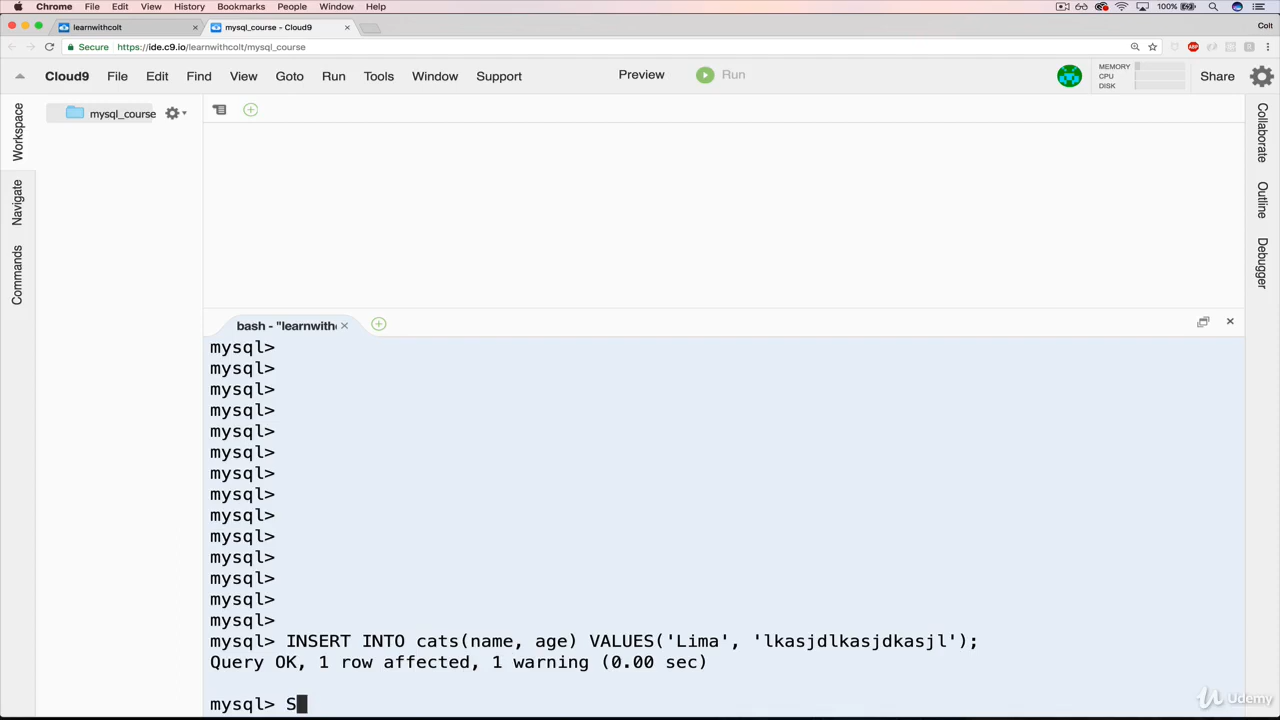 Chrome File Edit View History Bookmarks People Window Help 100%
learnwithcolt × mysql_course - Cloud9 × Colt
Secure https://ide.c9.io/learnwithcolt/mysql_course ABP
Cloud9 File Edit Find View Goto Run Tools Window Support Preview Run MEMORY CPU DISK Share
Workspace
Navigate
Commands
mysql_course
Collaborate
Outline
Debugger
bash - "learnwith ×
mysql>
mysql>
mysql>
mysql>
mysql>
mysql>
mysql>
mysql>
mysql>
mysql>
mysql>
mysql>
mysql>
mysql>
mysql> INSERT INTO cats(name, age) VALUES('Lima', 'lkasjdlkasjdkasjl');
Query OK, 1 row affected, 1 warning (0.00 sec)
mysql> S
Udemy